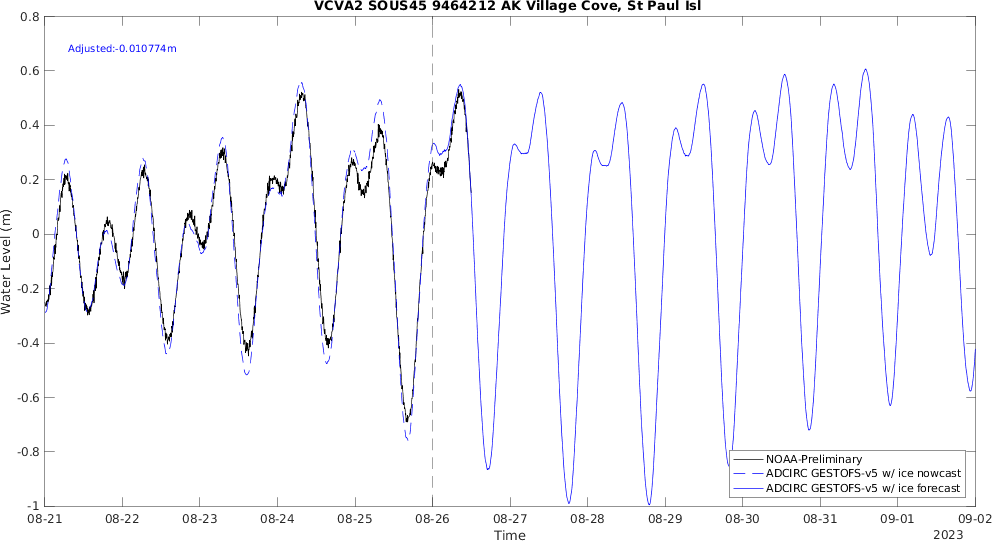 VCVA2 SOUS45 9464212 AK Village Cove, St Paul Isl
Adjusted:-0.010774m
0.8
0.6
0.4
0.2
0
-0.2
-0.4
-0.6
-0.8
-1
Water Level (m)
NOAA-Preliminary
ADCIRC GESTOFS-v5 w/ ice nowcast
ADCIRC GESTOFS-v5 w/ ice forecast
08-21 08-22 08-23 08-24 08-25 08-26 08-27 08-28 08-29 08-30 08-31 09-01 09-02
Time
2023